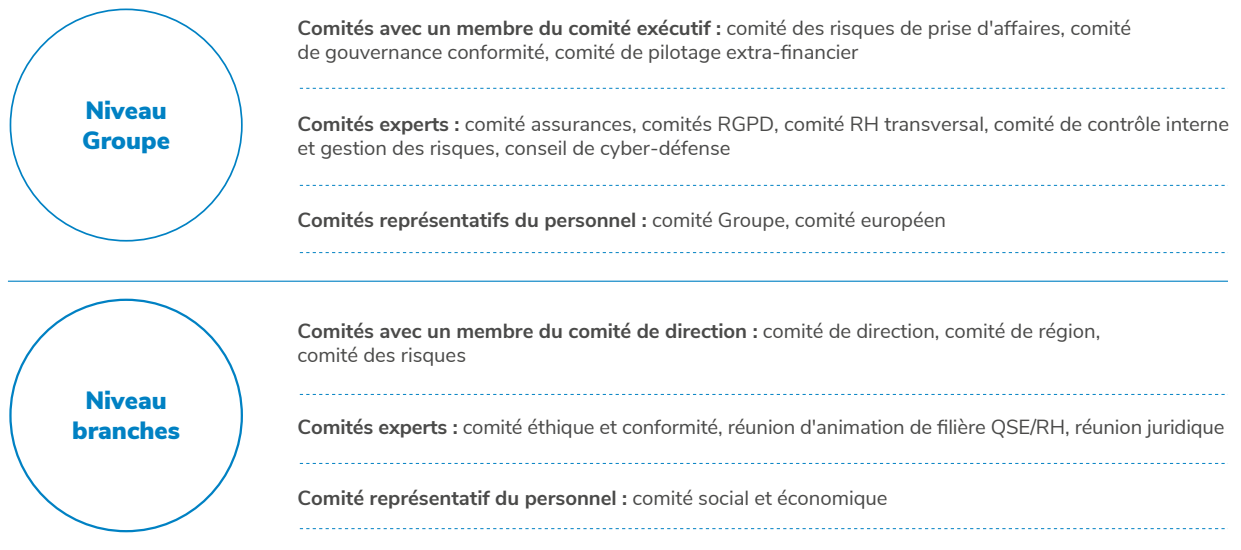 Niveau
Groupe
Comités avec un membre du comité exécutif : comité des risques de prise d'affaires, comité
de gouvernance conformité, comité de pilotage extra-financier
Comités experts : comité assurances, comités RGPD, comité RH transversal, comité de contrôle interne
et gestion des risques, conseil de cyber-défense
Comités représentatifs du personnel : comité Groupe, comité européen
Niveau
branches
Comités avec un membre du comité de direction : comité de direction, comité de région,
comité des risques
Comités experts : comité éthique et conformité, réunion d'animation de filière QSE/RH, réunion juridique
Comité représentatif du personnel : comité social et économique